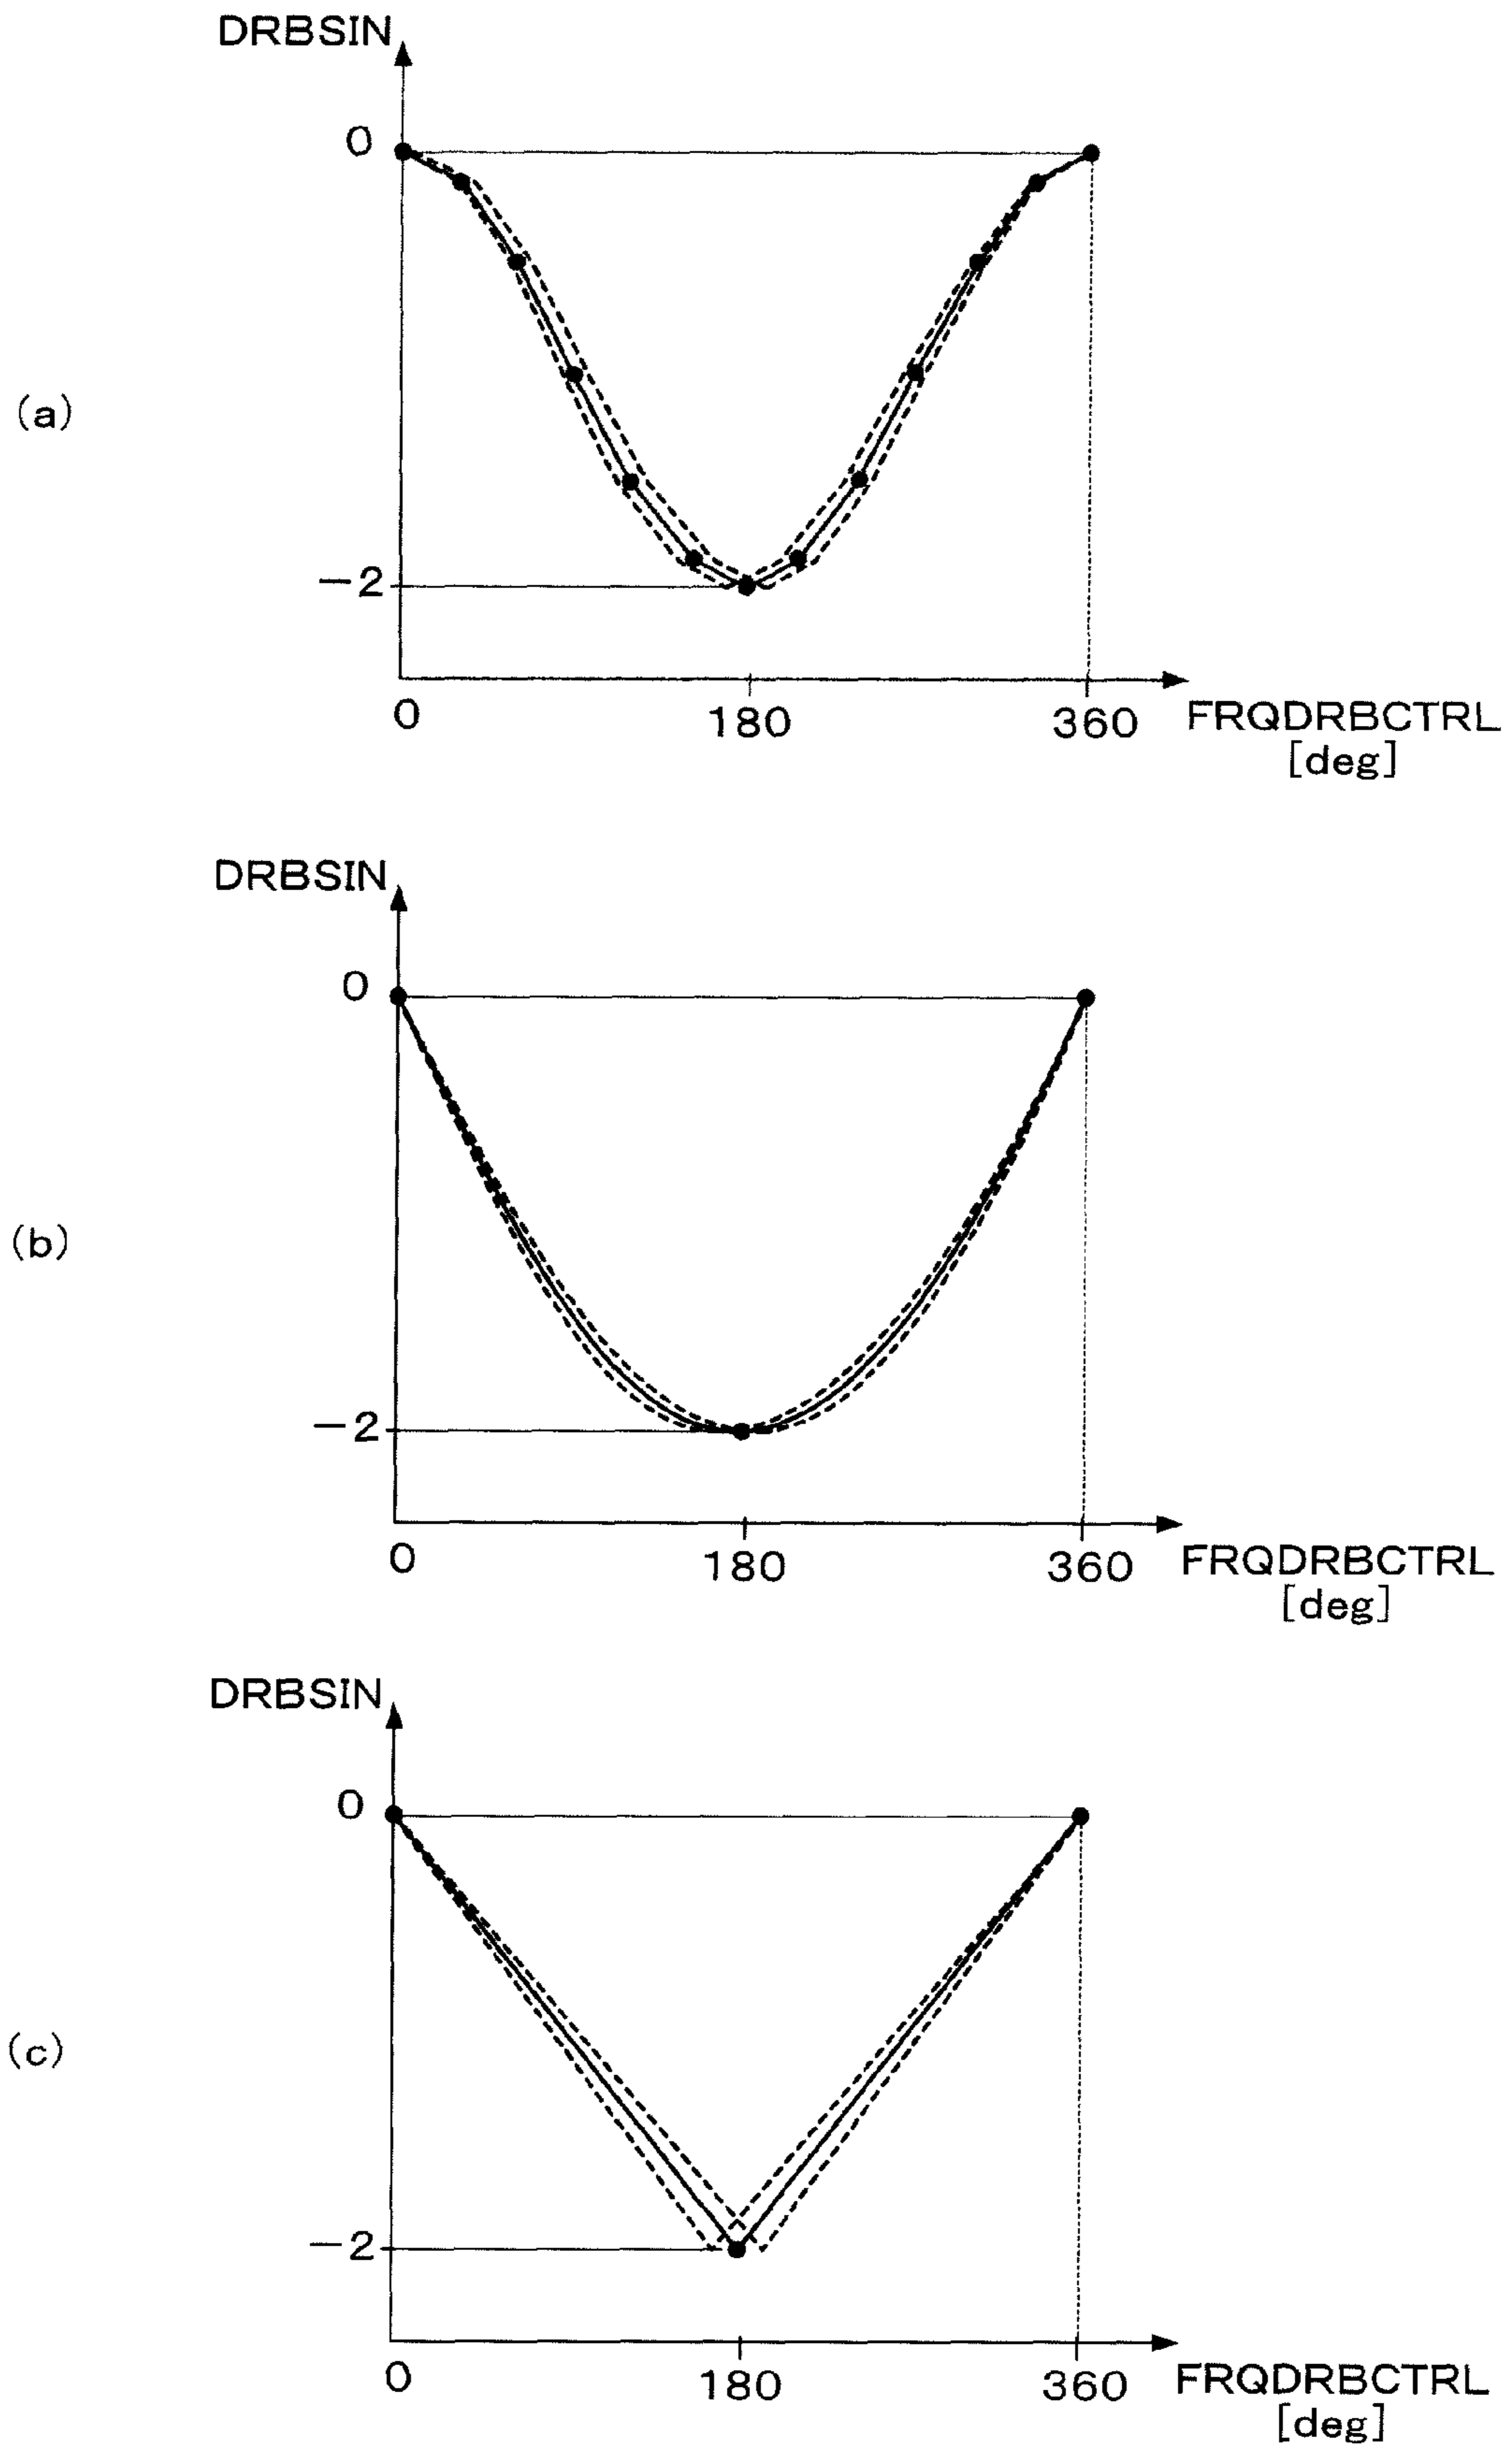 DRBSIN
0
(a)
−2
0 180 360 FRQDRBCTRL
[deg]
DRBSIN
0
(b)
−2
0 180 360 FRQDRBCTRL
[deg]
DRBSIN
0
(c)
−2
0 180 360 FRQDRBCTRL
[deg]